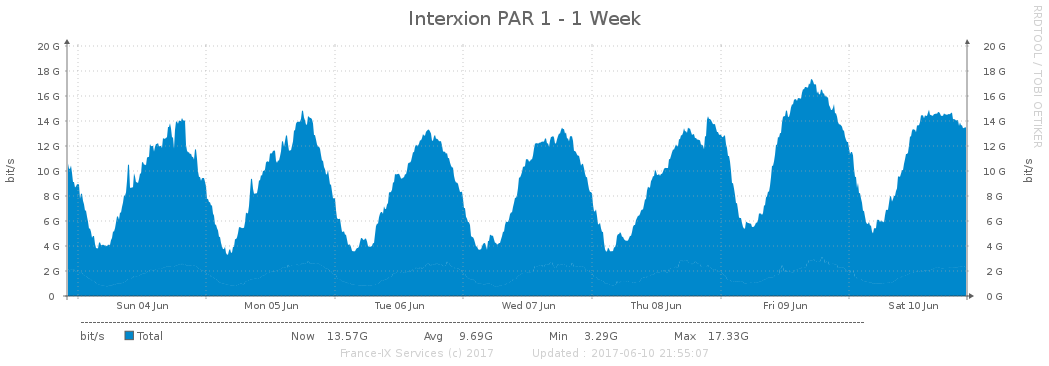 Interxion PAR 1 - 1 Week
RRDTOOL / TOBI OETIKER
20 G 20 G
18 G 18 G
16 G 16 G
14 G 14 G
12 G 12 G
10 G 10 G
8 G 8 G
6 G 6 G
4 G 4 G
2 G 2 G
0 0 G
bit/s bit/s
Sun 04 Jun Mon 05 Jun Tue 06 Jun Wed 07 Jun Thu 08 Jun Fri 09 Jun Sat 10 Jun
bit/s Total Now 13.57G Avg 9.69G Min 3.29G Max 17.33G
France-IX Services (c) 2017 Updated : 2017-06-10 21:55:07